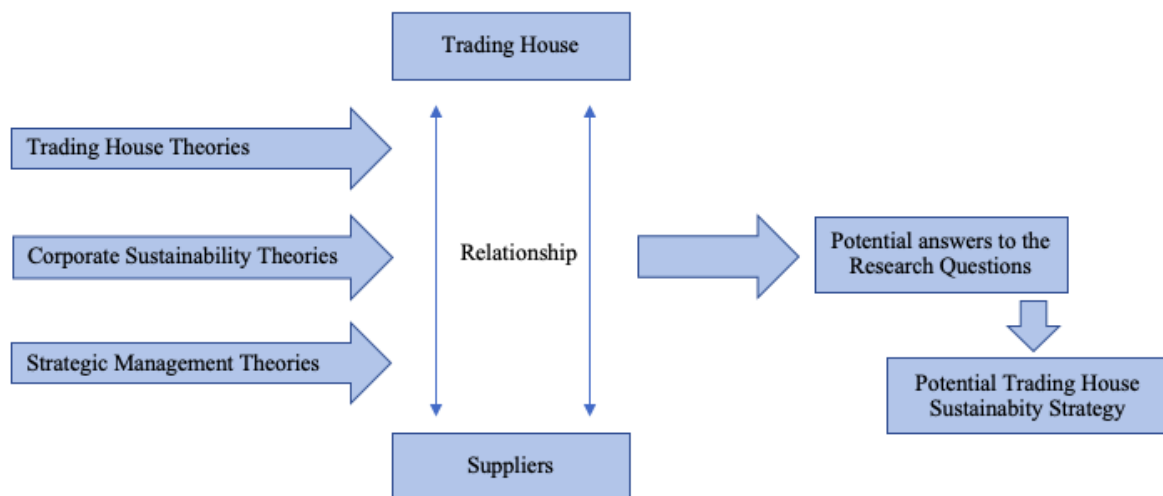 Trading House
Trading House Theories
Corporate Sustainability Theories
Relationship
Strategic Management Theories
Suppliers
Potential answers to the
Research Questions
Potential Trading House
Sustainabity Strategy